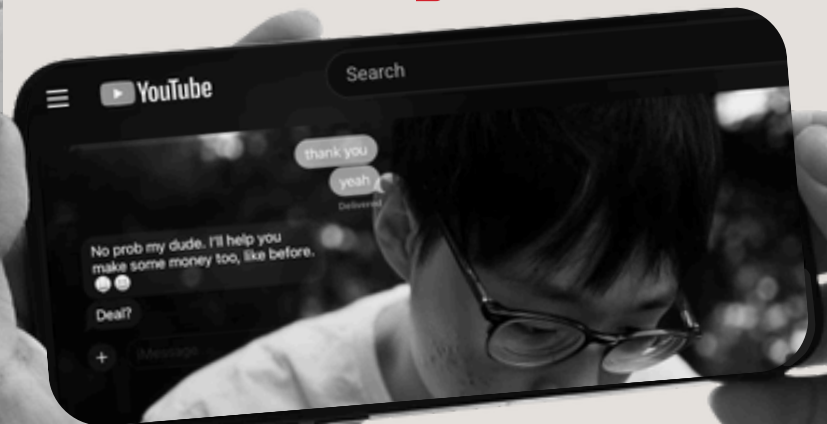 YouTube
Search
thank you
yeah
Delivered
No prob my dude. I'll help you
make some money too, like before.
Deal?
iMessage